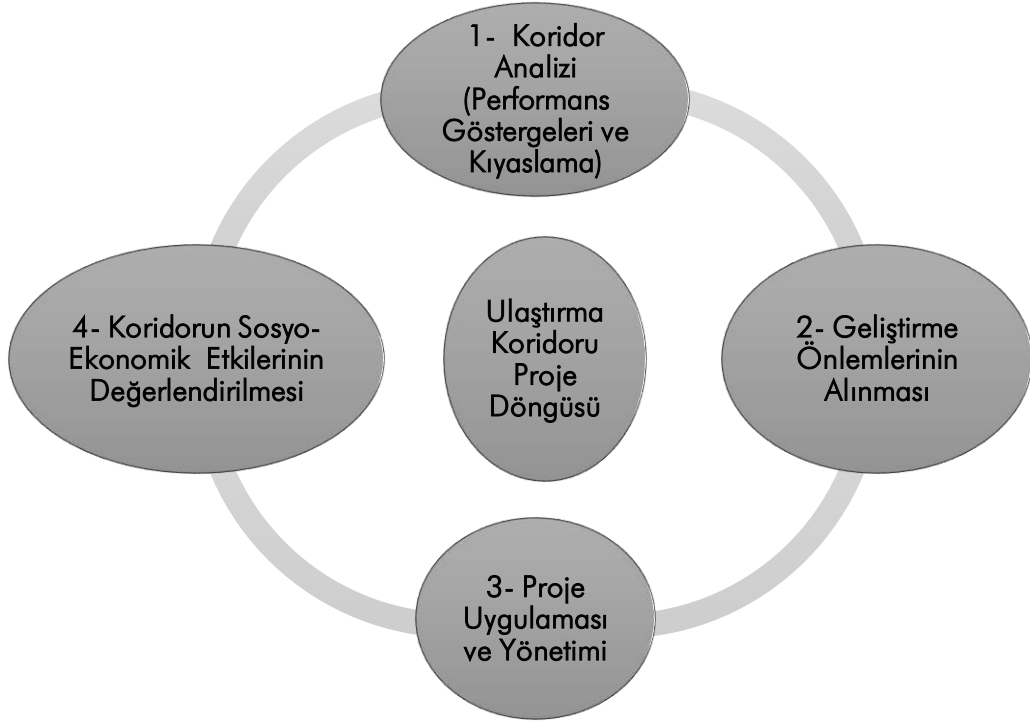 1- Koridor
Analizi
(Performans
Göstergeleri ve
Kıyaslama)
Ulaştırma
Koridoru
Proje
Döngüsü
2- Geliştirme
Önlemlerinin
Alınması
3- Proje
Uygulaması
ve Yönetimi
4- Koridorun Sosyo-
Ekonomik Etkilerinin
Değerlendirilmesi